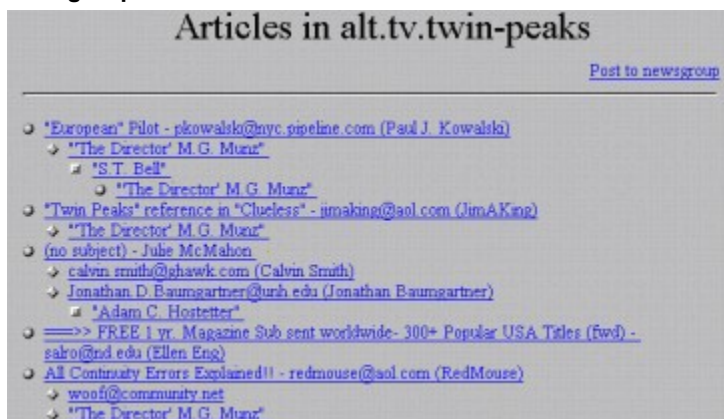 Articles in alt.tv.twin-peaks
Post to newsgroup
"European" Pilot - pkowalsk@nyc.pipeline.com (Paul J. Kowalski)
"'The Director' M.G. Munz"
"S.T. Bell"
"'The Director' M.G. Munz"
"Twin Peaks" reference in "Clueless" - jimaking@aol.com (JimAKing)
"'The Director' M.G. Munz"
(no subject) - Julie McMahon
calvin.smith@ghawk.com (Calvin Smith)
Jonathan.D.Baumgartner@unh.edu (Jonathan Baumgartner)
"Adam C. Hostetter"
===>> FREE 1 yr. Magazine Sub sent worldwide- 300+ Popular USA Titles (fwd) -
salro@nd.edu (Ellen Eng)
All Continuity Errors Explained!! - redmouse@aol.com (RedMouse)
woof@community.net
"'The Director' M.G. Munz"